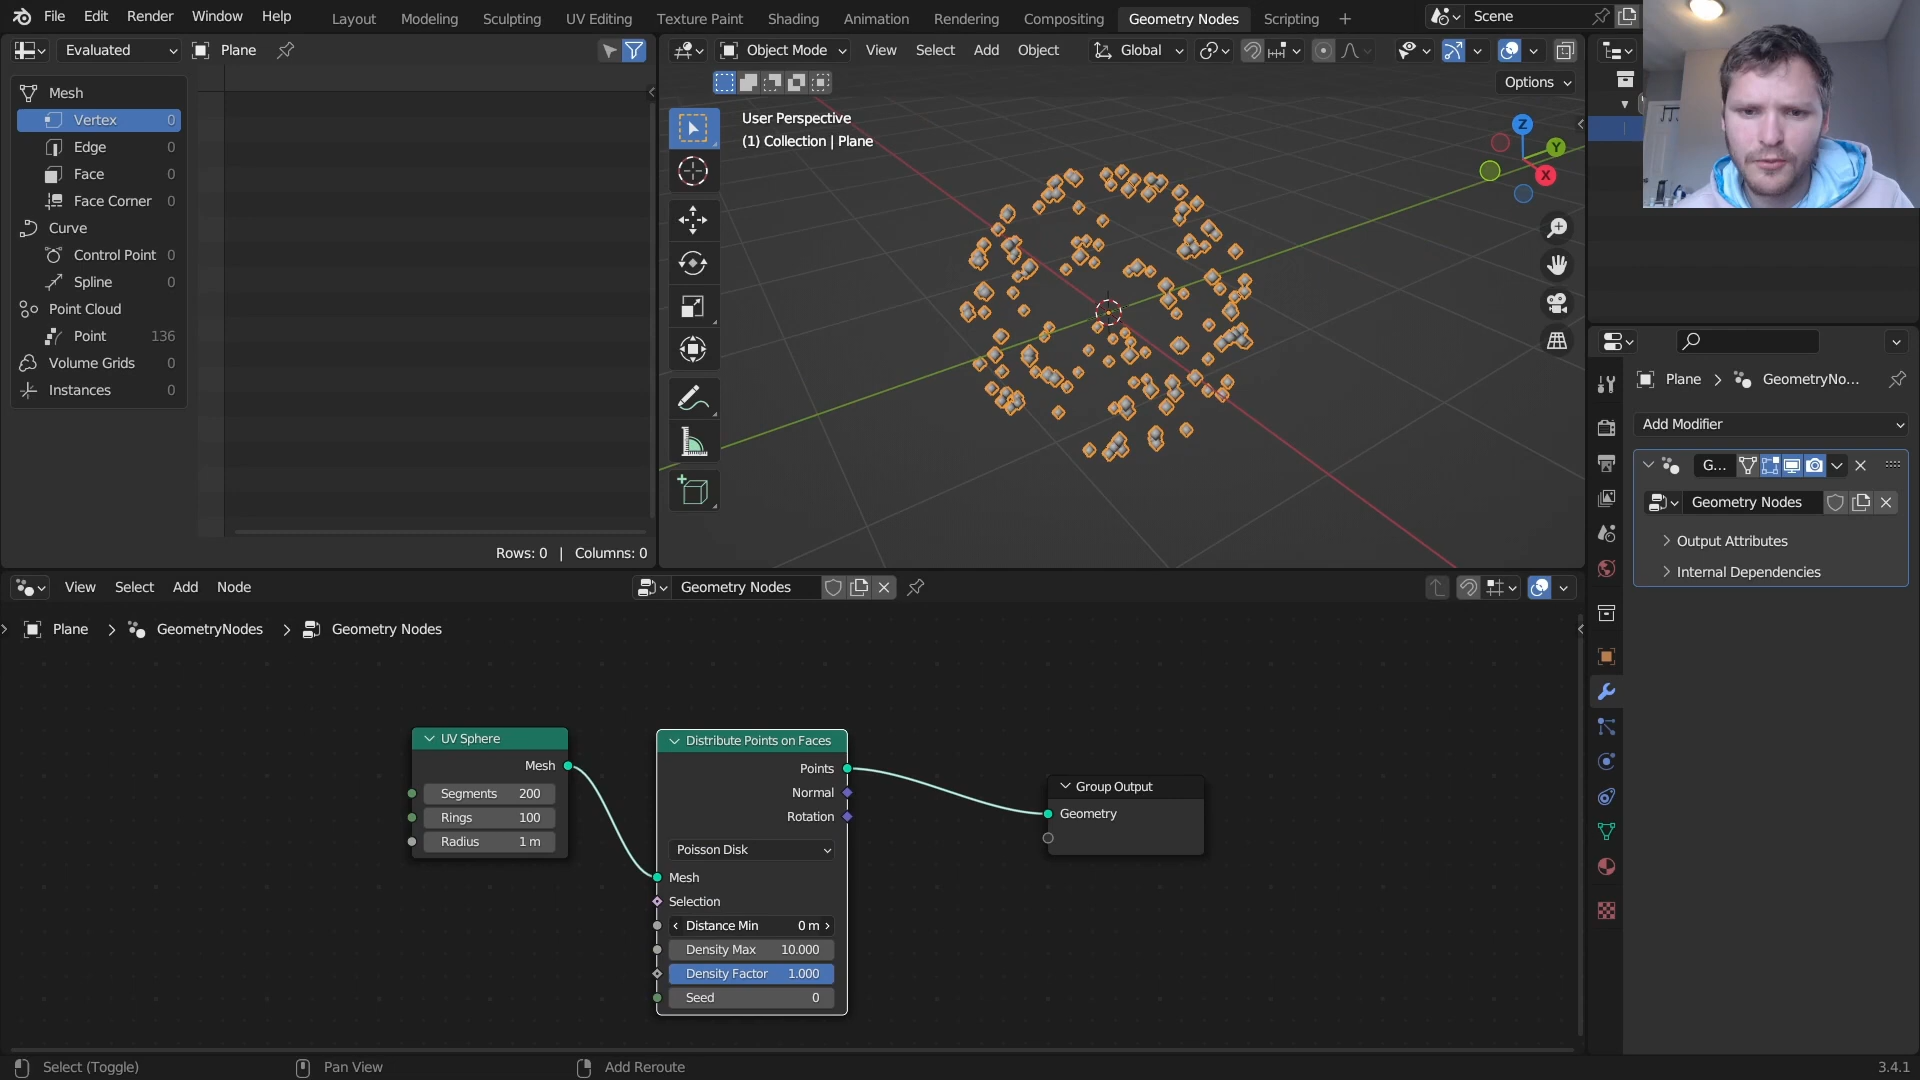 File Edit Render Window Help
Layout Modeling Sculpting UV Editing Texture Paint Shading Animation Rendering Compositing Geometry Nodes Scripting +
Scene
Evaluated
Plane
Mesh
Vertex 0
Edge 0
Face 0
Face Corner 0
Curve
Control Point 0
Spline 0
Point Cloud
Point 136
Volume Grids 0
Instances 0
Rows: 0 | Columns: 0
Object Mode View Select Add Object Global
Options
User Perspective
(1) Collection | Plane
Z
Y
X
Plane > GeometryNo...
Add Modifier
G...
Geometry Nodes
Output Attributes
Internal Dependencies
View Select Add Node
Geometry Nodes
Plane > GeometryNodes > Geometry Nodes
UV Sphere
Mesh
Segments 200
Rings 100
Radius 1 m
Distribute Points on Faces
Points
Normal
Rotation
Poisson Disk
Mesh
Selection
Distance Min 0 m
Density Max 10.000
Density Factor 1.000
Seed 0
Group Output
Geometry
Select (Toggle)
Pan View
Add Reroute
3.4.1